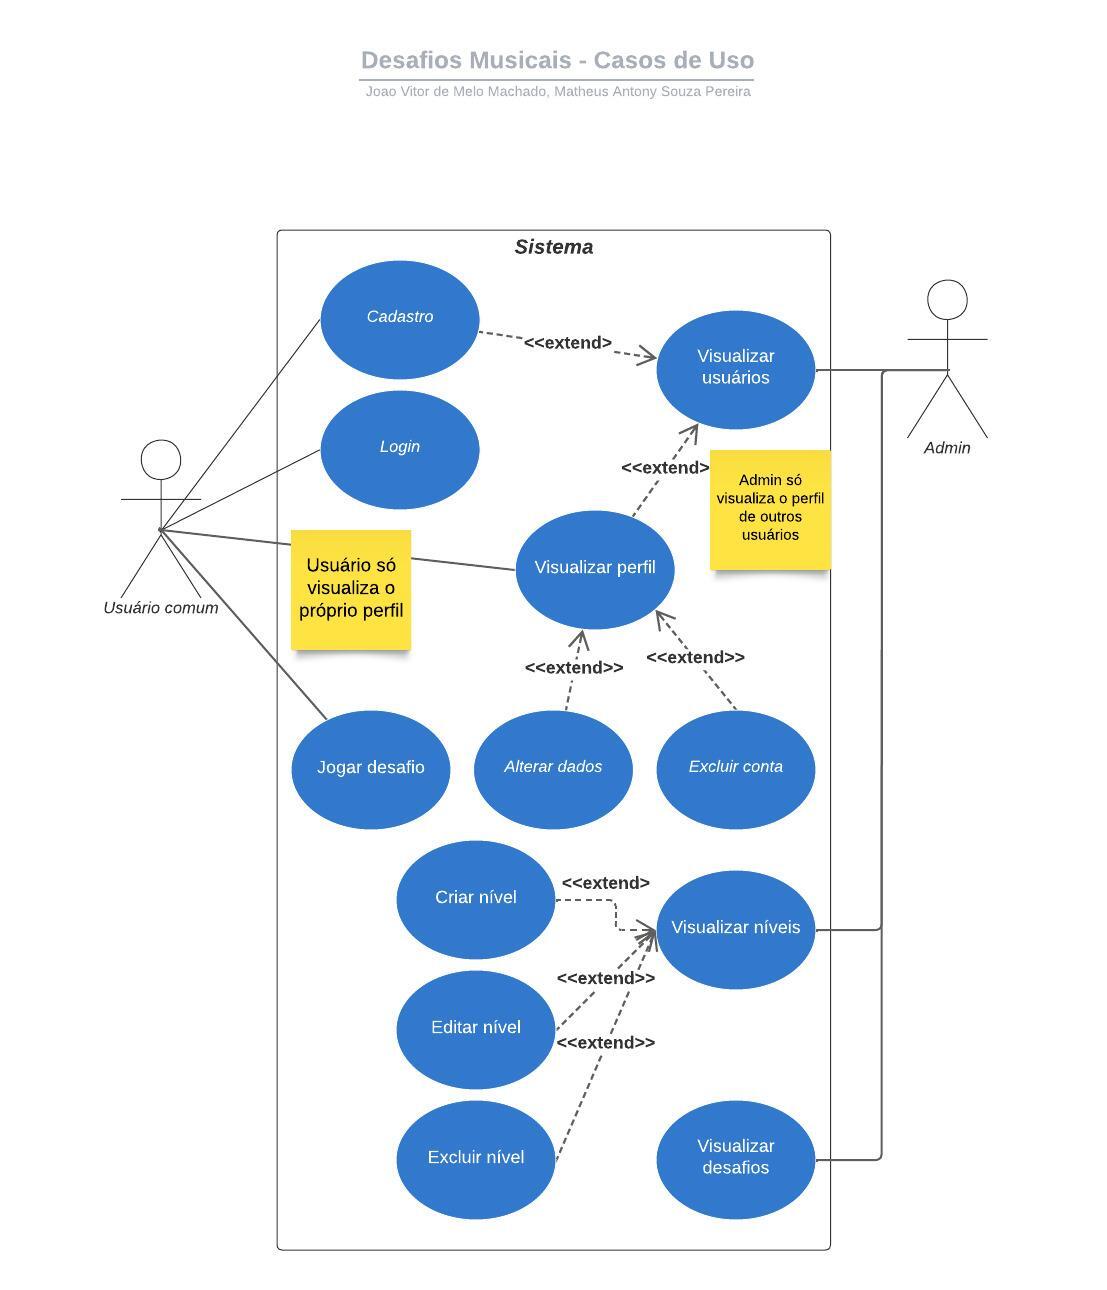 Desafios Musicais - Casos de Uso
Joao Vitor de Melo Machado, Matheus Antony Souza Pereira
Sistema
Cadastro
<<extend>
Visualizar
usuários
Login
Admin
<<extend>
Admin só
visualiza o perfil
de outros
usuários
Usuário só
visualiza o
próprio perfil
Visualizar perfil
Usuário comum
<<extend>>
<<extend>>
Jogar desafio
Alterar dados
Excluir conta
Criar nível
<<extend>
Visualizar níveis
<<extend>>
Editar nível
<<extend>>
Excluir nível
Visualizar
desafios